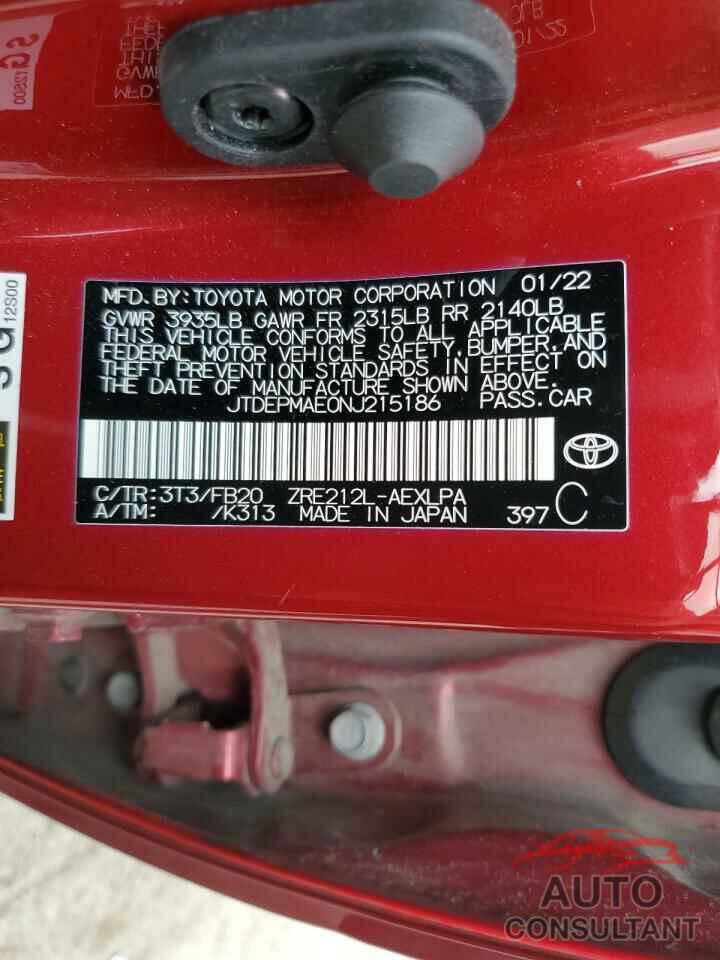 MFD.BY:TOYOTA MOTOR CORPORATION 01/22
GVWR 3935LB GAWR FR 2315LB RR 2140LB
THIS VEHICLE CONFORMS TO ALL APPLICABLE
FEDERAL MOTOR VEHICLE SAFETY,BUMPER,AND
THEFT PREVENTION STANDARDS IN EFFECT ON
THE DATE OF MANUFACTURE SHOWN ABOVE.
JTDEPMAE0NJ215186 PASS.CAR
C/TR:3T3/FB20 ZRE212L-AEXLPA
A/TM: /K313 MADE IN JAPAN 397 C
12S00
AUTO
CONSULTANT